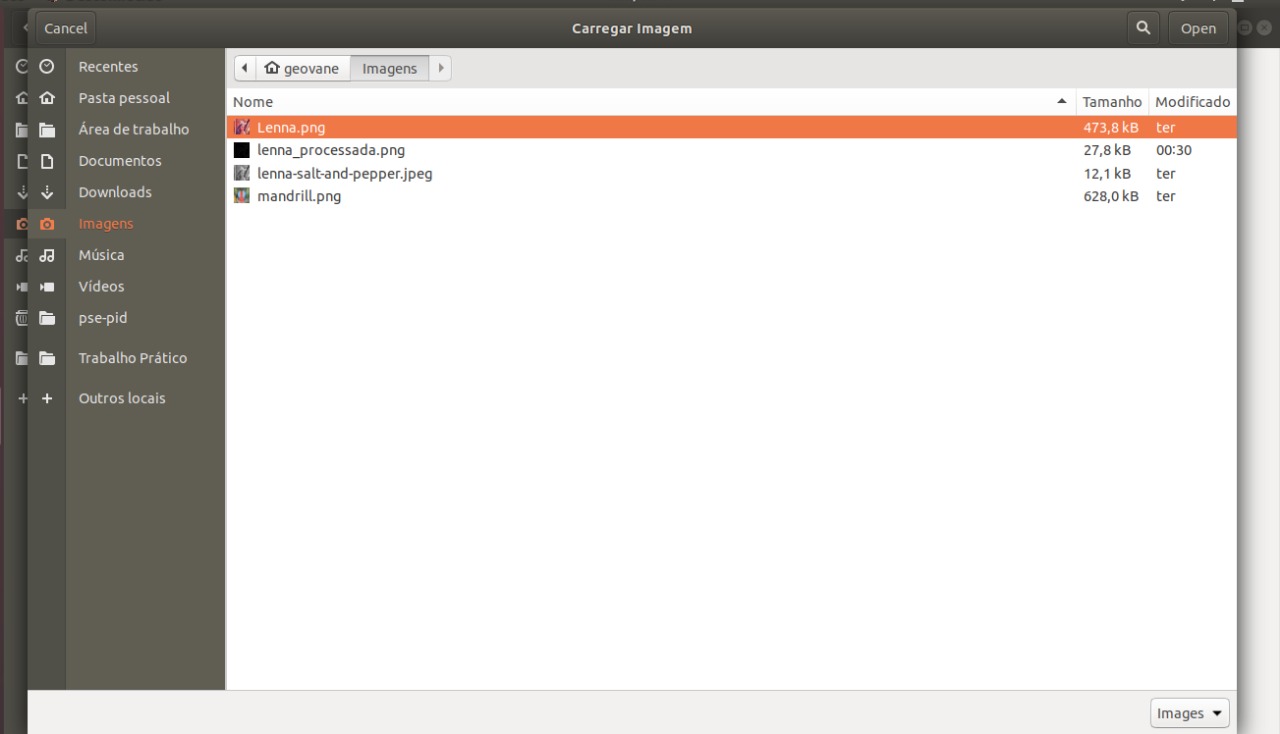 Cancel Carregar Imagem Open
Recentes
Pasta pessoal
Área de trabalho
Documentos
Downloads
Imagens
Música
Vídeos
pse-pid
Trabalho Prático
Outros locais
geovane Imagens
Nome Tamanho Modificado
Lenna.png 473,8 kB ter
lenna_processada.png 27,8 kB 00:30
lenna-salt-and-pepper.jpeg 12,1 kB ter
mandrill.png 628,0 kB ter
Images